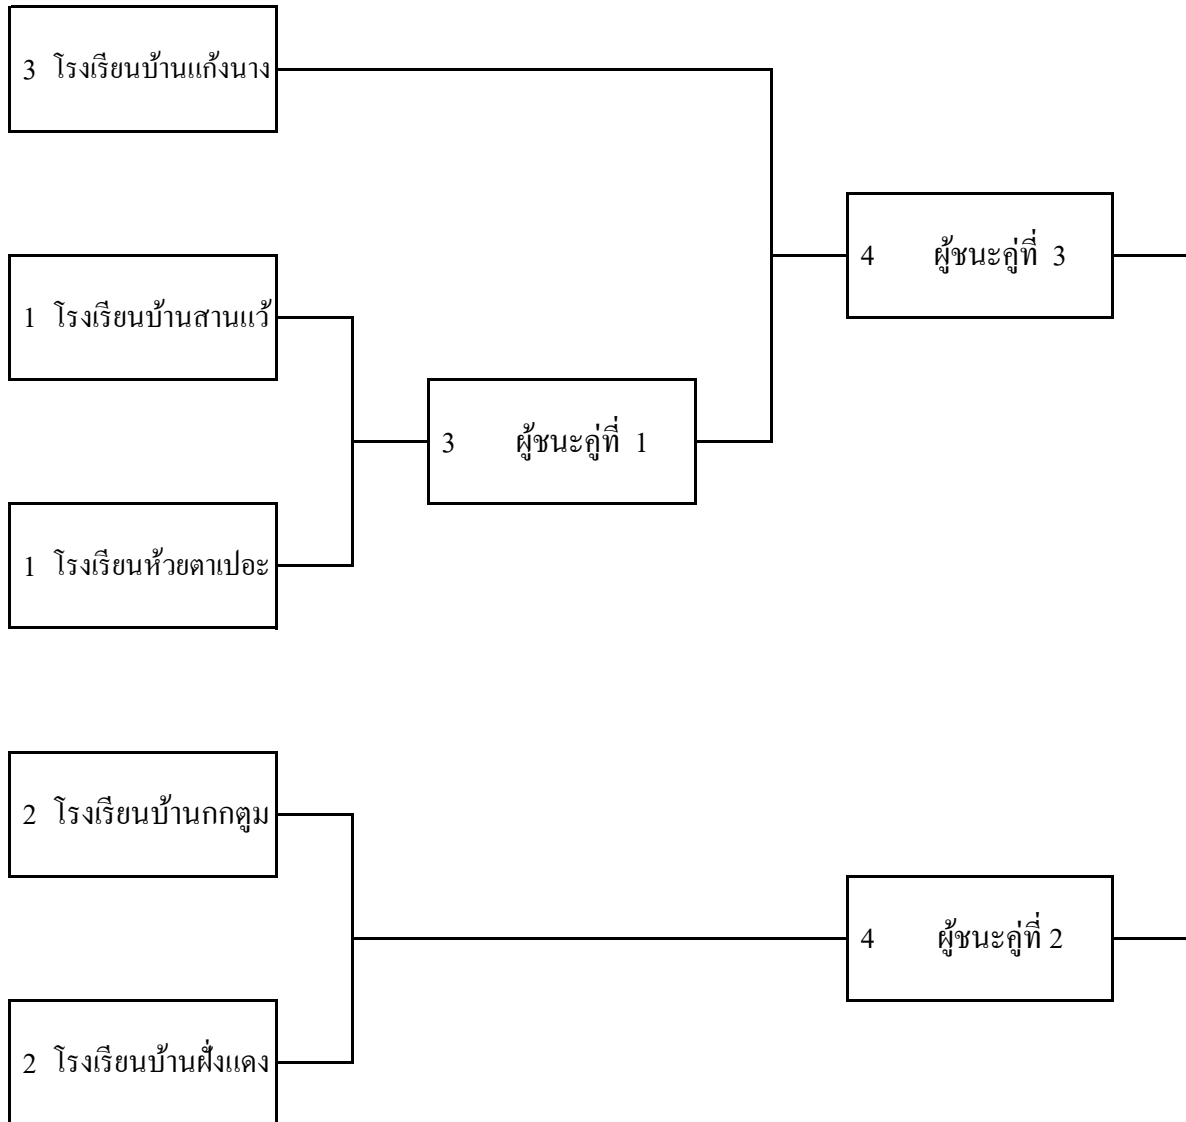 3 โรงเรียนบ้านแก้งนาง
4 ผู้ชนะคู่ที่ 3
1 โรงเรียนบ้านสานแว้
3 ผู้ชนะคู่ที่ 1
1 โรงเรียนห้วยตาเปอะ
2 โรงเรียนบ้านกกตูม
4 ผู้ชนะคู่ที่ 2
2 โรงเรียนบ้านฝั่งแดง